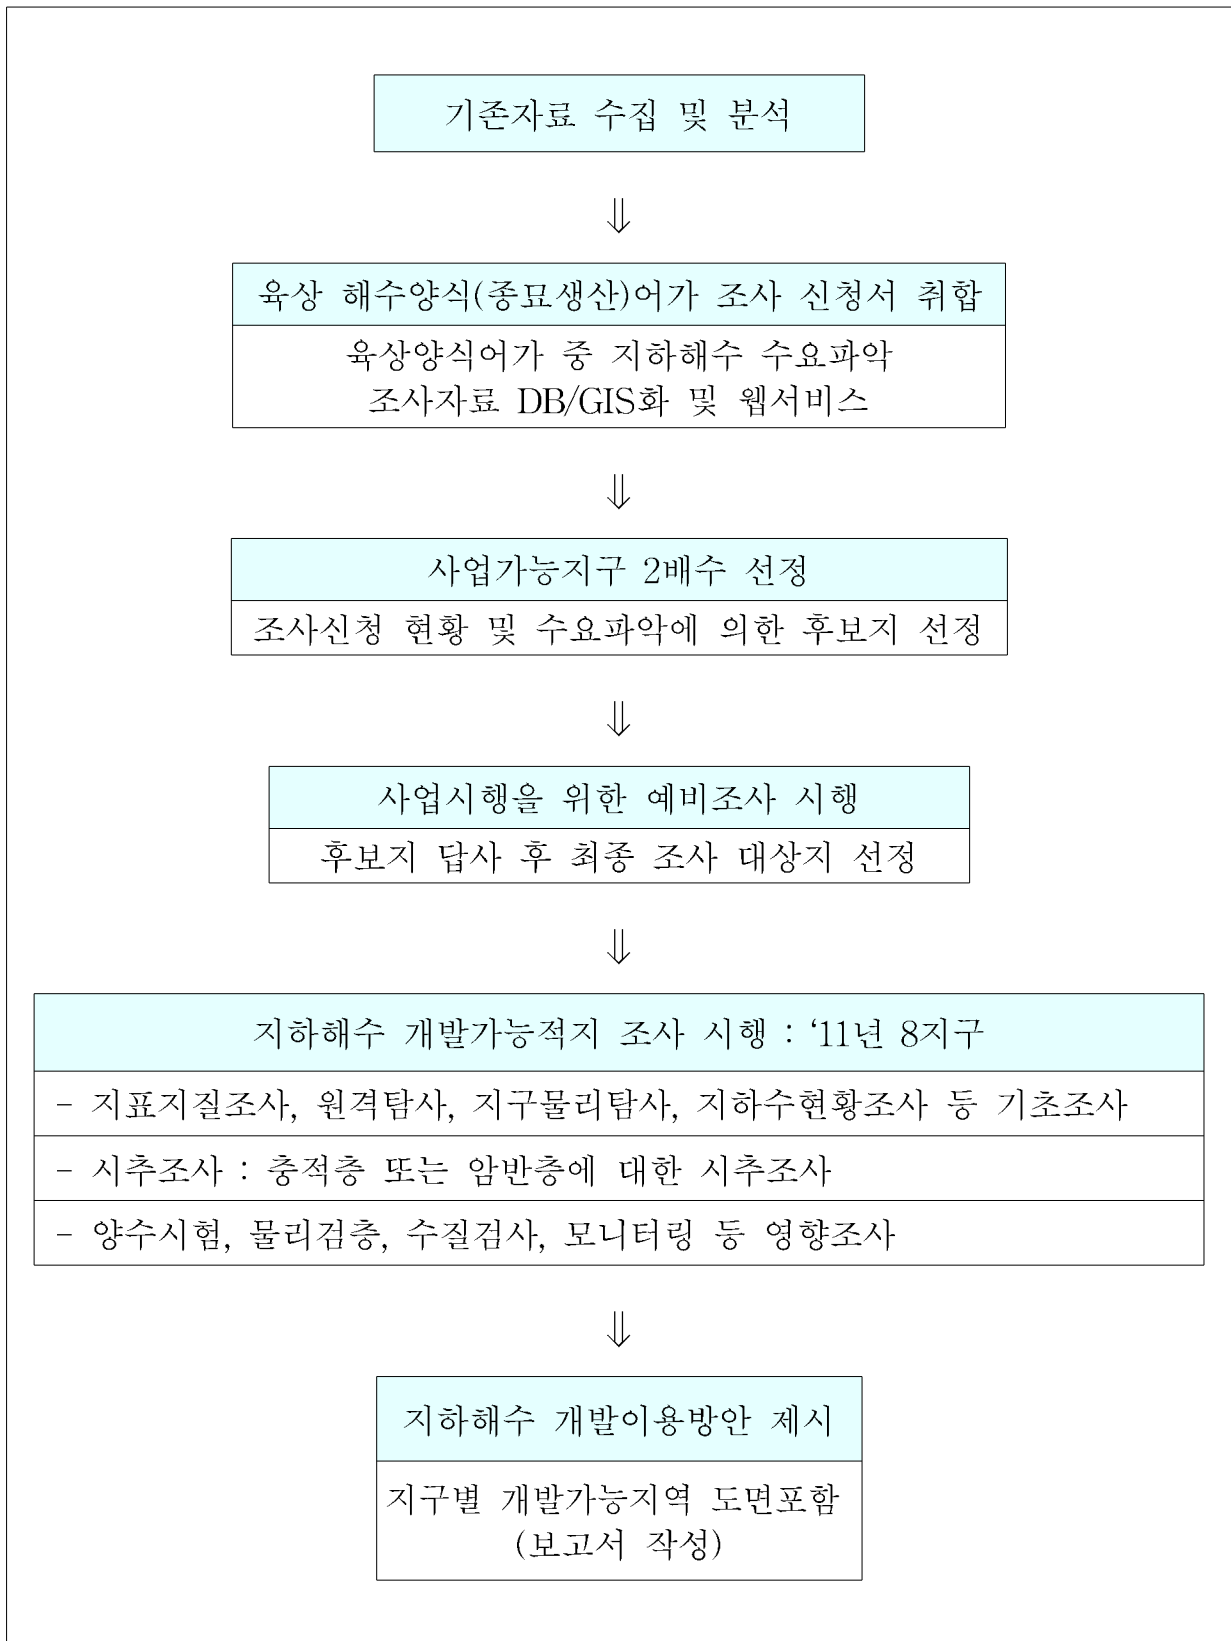 기존자료 수집 및 분석
⇓
육상 해수양식(종묘생산)어가 조사 신청서 취합
육상양식어가 중 지하해수 수요파악
조사자료 DB/GIS화 및 웹서비스
⇓
사업가능지구 2배수 선정
조사신청 현황 및 수요파악에 의한 후보지 선정
⇓
사업시행을 위한 예비조사 시행
후보지 답사 후 최종 조사 대상지 선정
⇓
지하해수 개발가능적지 조사 시행 : ‘11년 8지구
- 지표지질조사, 원격탐사, 지구물리탐사, 지하수현황조사 등 기초조사
- 시추조사 : 충적층 또는 암반층에 대한 시추조사
- 양수시험, 물리검층, 수질검사, 모니터링 등 영향조사
⇓
지하해수 개발이용방안 제시
지구별 개발가능지역 도면포함
(보고서 작성)